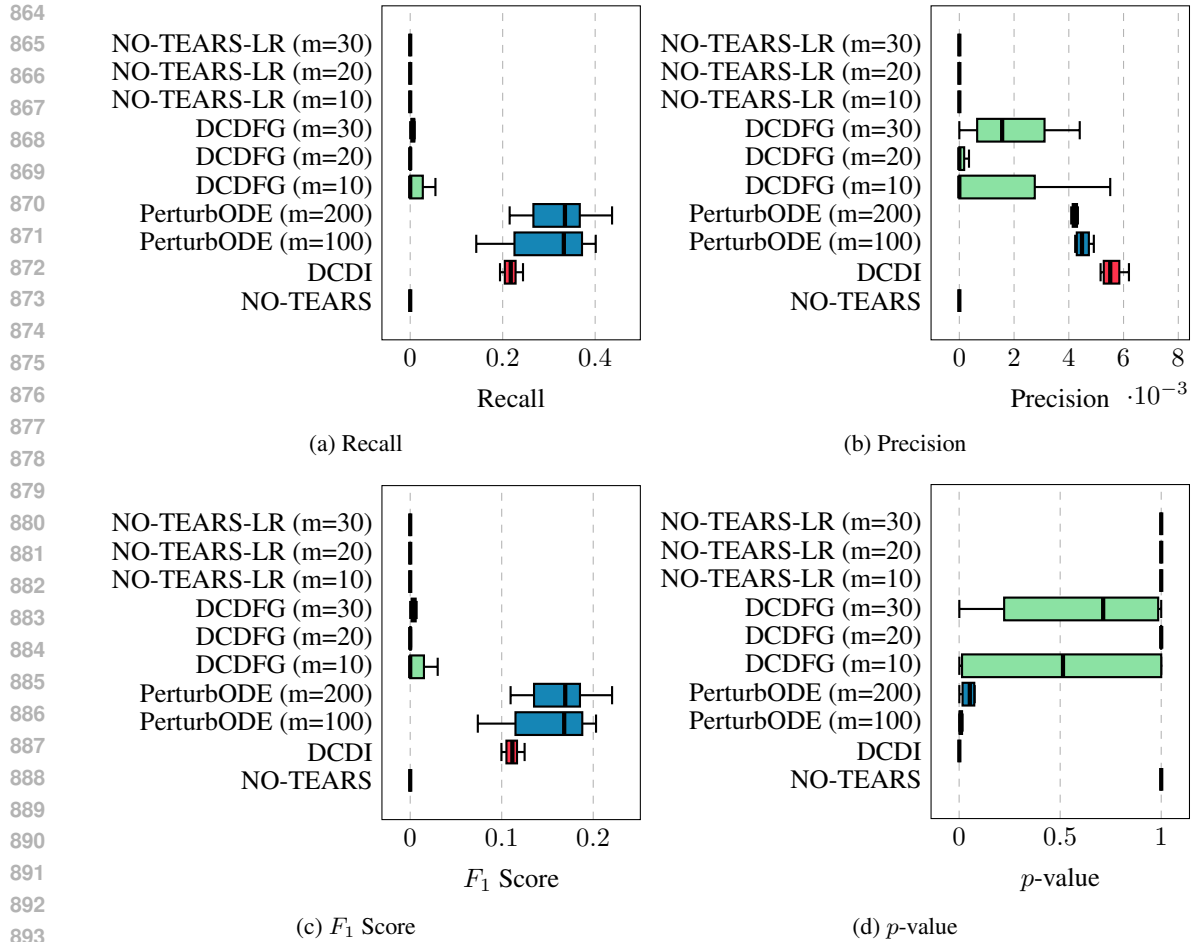 864
865
866
867
868
869
870
871
872
873
874
875
876
877
878
879
880
881
882
883
884
885
886
887
888
889
890
891
892
893
NO-TEARS-LR (m=30)
NO-TEARS-LR (m=20)
NO-TEARS-LR (m=10)
DCDFG (m=30)
DCDFG (m=20)
DCDFG (m=10)
PerturbODE (m=200)
PerturbODE (m=100)
DCDI
NO-TEARS
0 0.2 0.4
Recall
(a) Recall
NO-TEARS-LR (m=30)
NO-TEARS-LR (m=20)
NO-TEARS-LR (m=10)
DCDFG (m=30)
DCDFG (m=20)
DCDFG (m=10)
PerturbODE (m=200)
PerturbODE (m=100)
DCDI
NO-TEARS
0 2 4 6 8
Precision ·10⁻³
(b) Precision
NO-TEARS-LR (m=30)
NO-TEARS-LR (m=20)
NO-TEARS-LR (m=10)
DCDFG (m=30)
DCDFG (m=20)
DCDFG (m=10)
PerturbODE (m=200)
PerturbODE (m=100)
DCDI
NO-TEARS
0 0.1 0.2
F₁ Score
(c) F₁ Score
NO-TEARS-LR (m=30)
NO-TEARS-LR (m=20)
NO-TEARS-LR (m=10)
DCDFG (m=30)
DCDFG (m=20)
DCDFG (m=10)
PerturbODE (m=200)
PerturbODE (m=100)
DCDI
NO-TEARS
0 0.5 1
p-value
(d) p-value